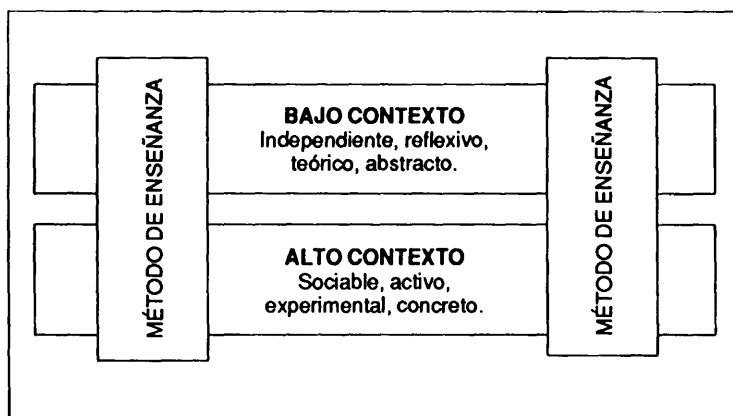 MÉTODO DE ENSEÑANZA
BAJO CONTEXTO
Independiente, reflexivo,
teórico, abstracto.
ALTO CONTEXTO
Sociable, activo,
experimental, concreto.
MÉTODO DE ENSEÑANZA